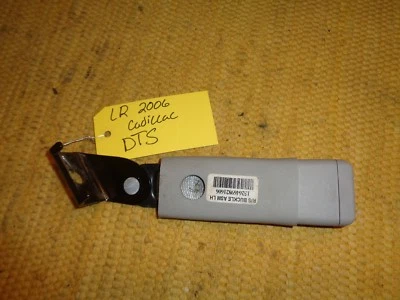 LR 2006
Cadillac
DTS
R/S BUCKLE ASM LH